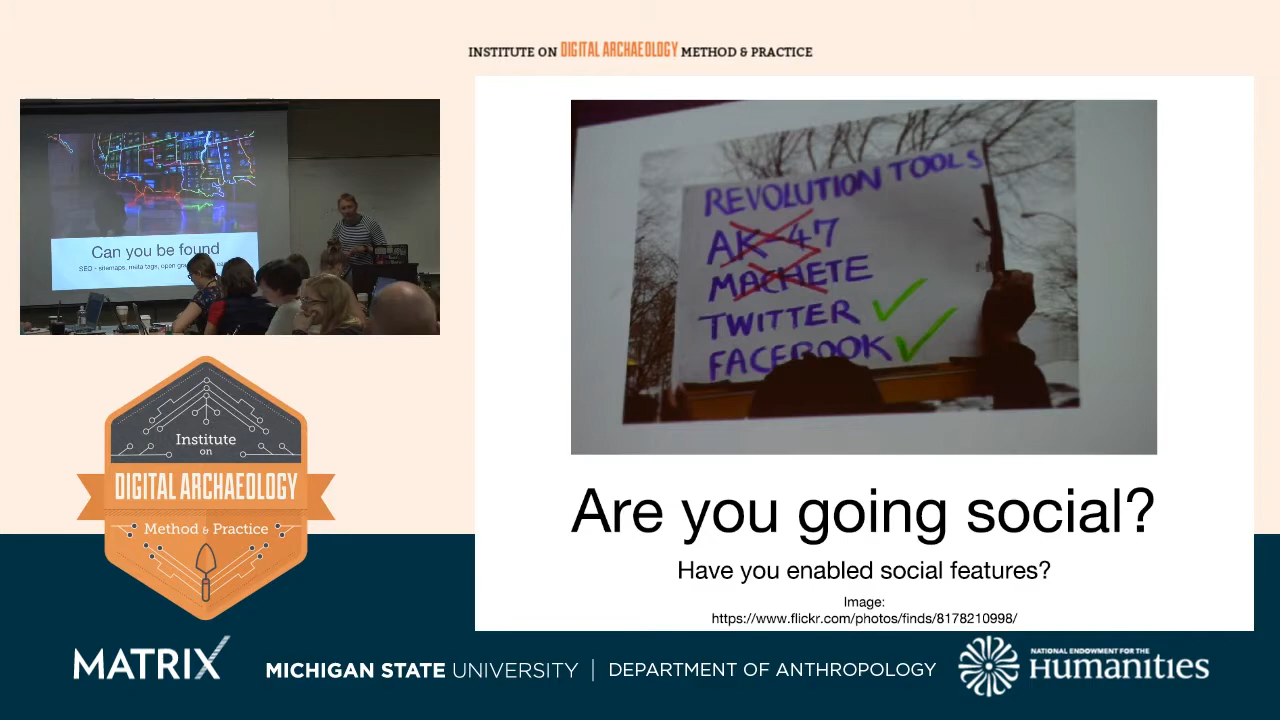 INSTITUTE ON DIGITAL ARCHAEOLOGY METHOD & PRACTICE
Can you be found
SEO - sitemaps, meta tags, open
REVOLUTION TOOLS
AK-47
MACHETE
TWITTER
FACEBOOK
Are you going social?
Have you enabled social features?
Image:
https://www.flickr.com/photos/finds/8178210998/
Institute
on
DIGITAL ARCHAEOLOGY
Method & Practice
MATRIX
MICHIGAN STATE UNIVERSITY | DEPARTMENT OF ANTHROPOLOGY
NATIONAL ENDOWMENT FOR THE
Humanities